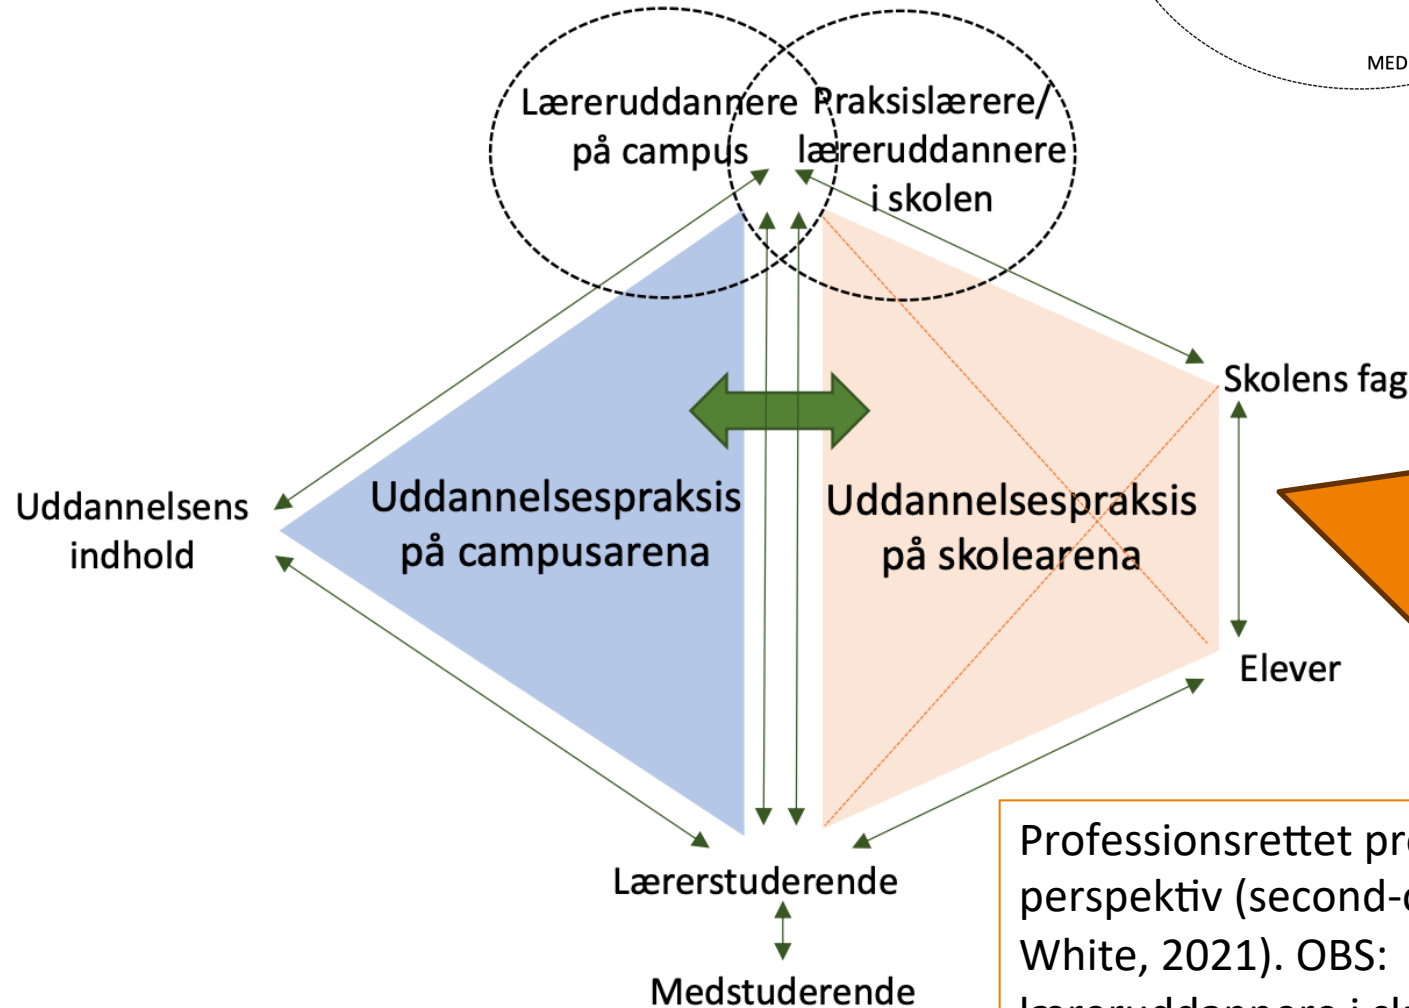 MED
Læreruddannere
på campus
Praksislærere/
læreruddannere
i skolen
Skolens fag
Uddannelsens
indhold
Uddannelsespraksis
på campusarena
Uddannelsespraksis
på skolearena
Elever
Lærerstuderende
Medstuderende
Professionsrettet pr
perspektiv (second-
White, 2021). OBS: